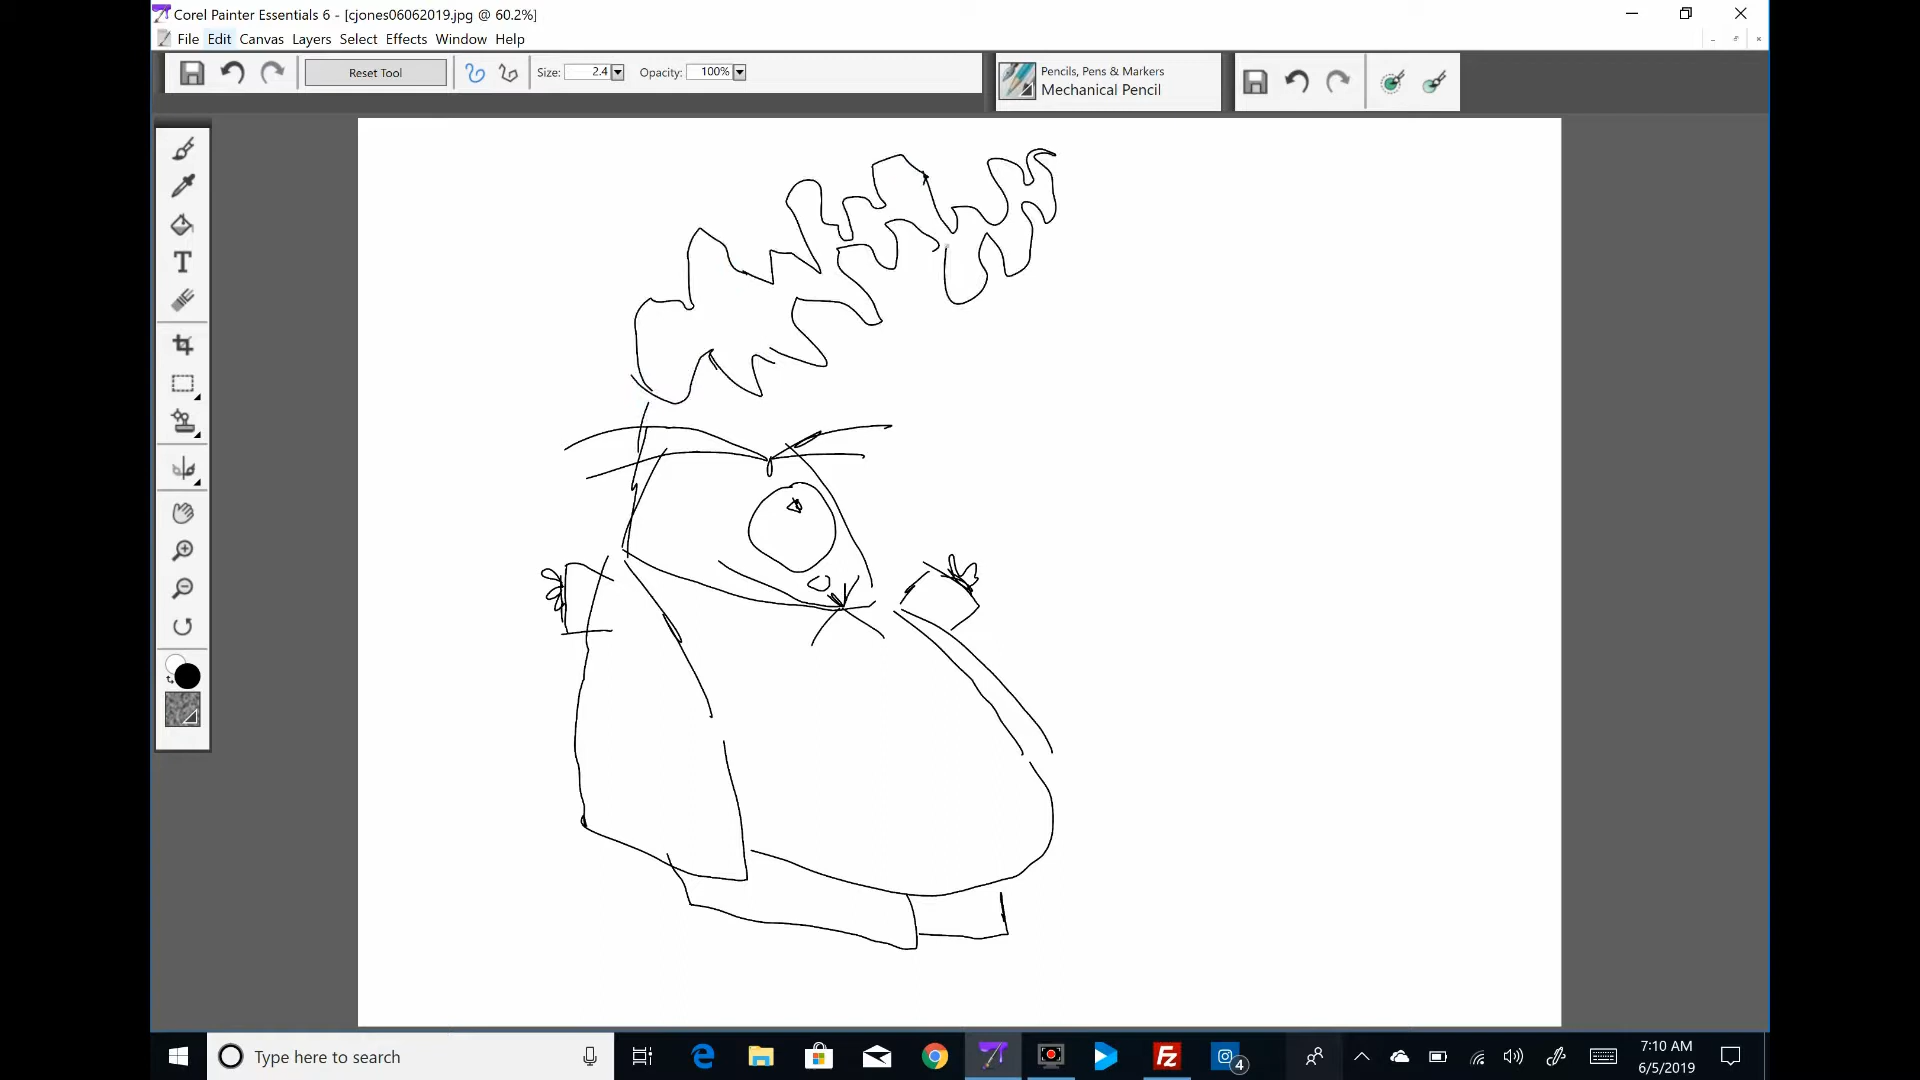 Corel Painter Essentials 6 - [cjones06062019.jpg @ 60.2%]
File Edit Canvas Layers Select Effects Window Help
Reset Tool
Size: 2.4
Opacity: 100%
Pencils, Pens & Markers
Mechanical Pencil
T
Type here to search
Fz
4
7:10 AM
6/5/2019